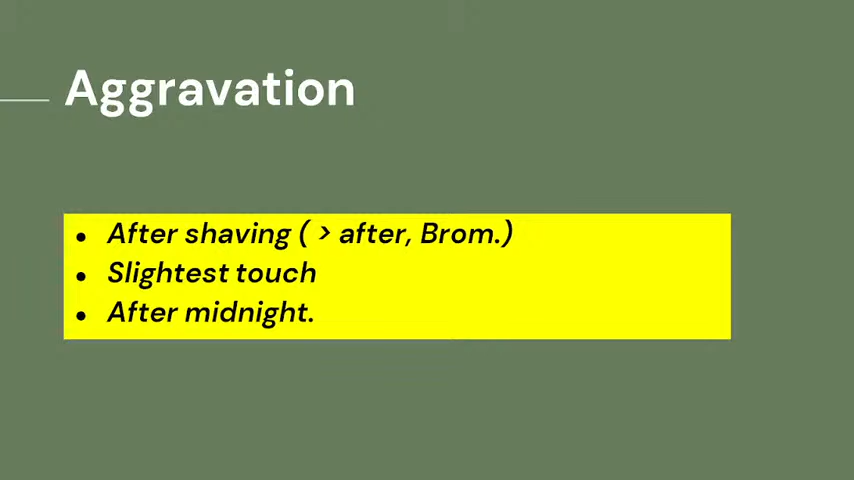 Aggravation
● After shaving ( > after, Brom.)
● Slightest touch
● After midnight.